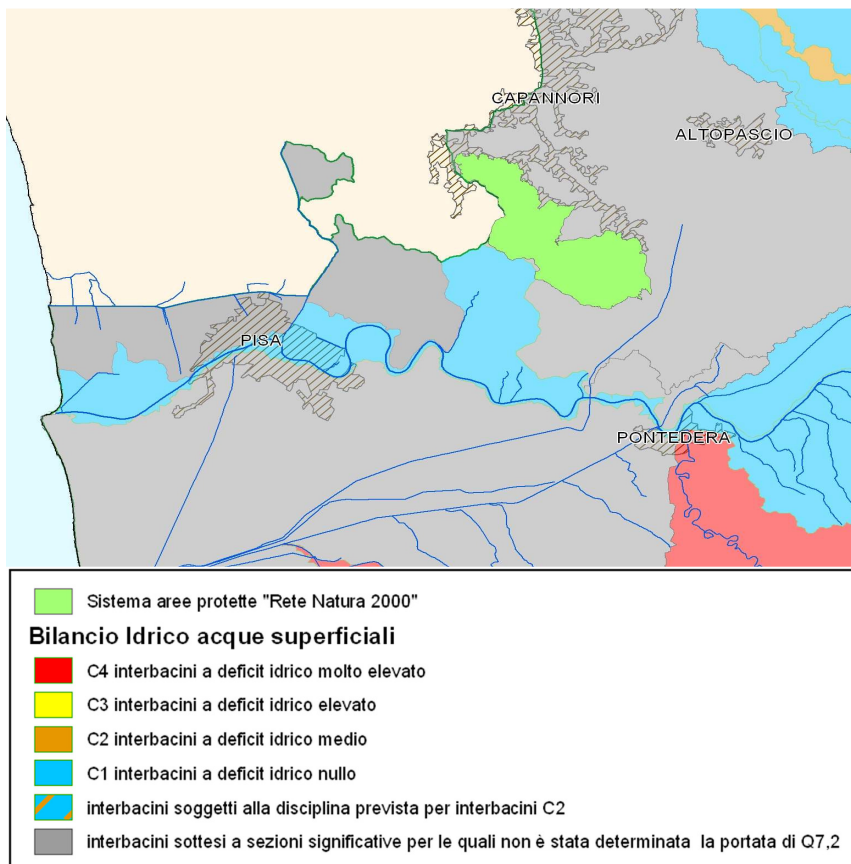 CAPANNORI
ALTOPASCIO
PISA
PONTEDERA
Sistema aree protette "Rete Natura 2000"
Bilancio Idrico acque superficiali
C4 interbacini a deficit idrico molto elevato
C3 interbacini a deficit idrico elevato
C2 interbacini a deficit idrico medio
C1 interbacini a deficit idrico nullo
interbacini soggetti alla disciplina prevista per interbacini C2
interbacini sottesi a sezioni significative per le quali non è stata determinata la portata di Q7,2